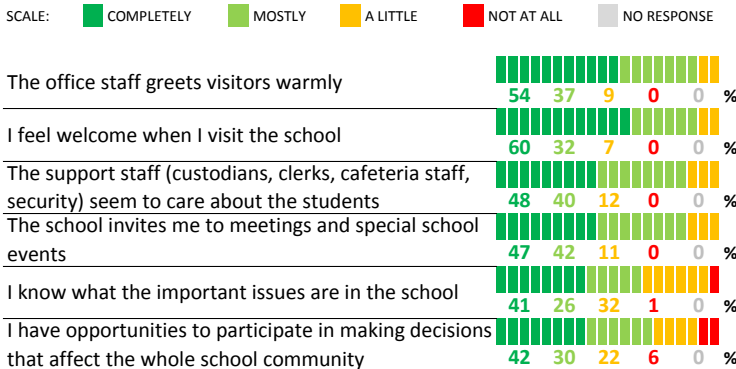 SCALE: COMPLETELY MOSTLY A LITTLE NOT AT ALL NO RESPONSE
The office staff greets visitors warmly
54 37 9 0 0 %
I feel welcome when I visit the school
60 32 7 0 0 %
The support staff (custodians, clerks, cafeteria staff,
security) seem to care about the students
48 40 12 0 0 %
The school invites me to meetings and special school
events
47 42 11 0 0 %
I know what the important issues are in the school
41 26 32 1 0 %
I have opportunities to participate in making decisions
that affect the whole school community
42 30 22 6 0 %